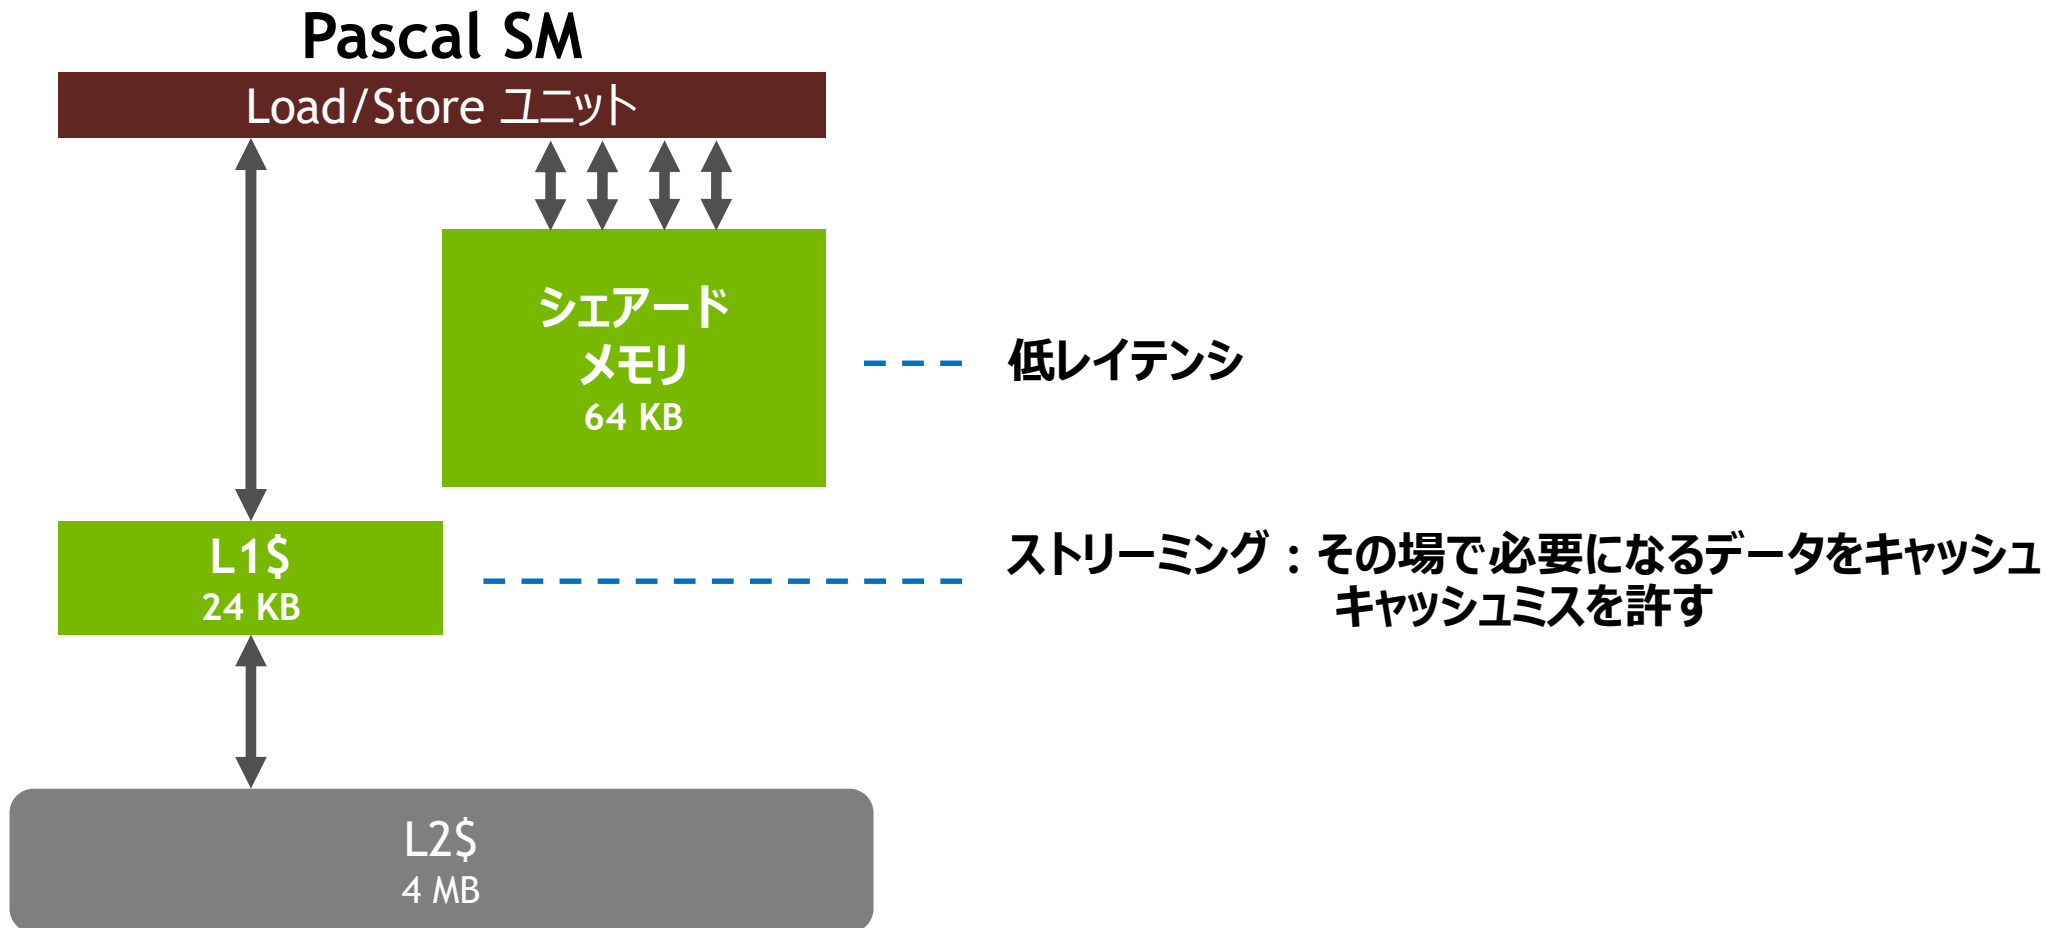 Pascal SM
Load/Store ユニット
シェアード
メモリ
64 KB
低レイテンシ
L1$
24 KB
ストリーミング：その場で必要になるデータをキャッシュ
キャッシュミスを許す
L2$
4 MB